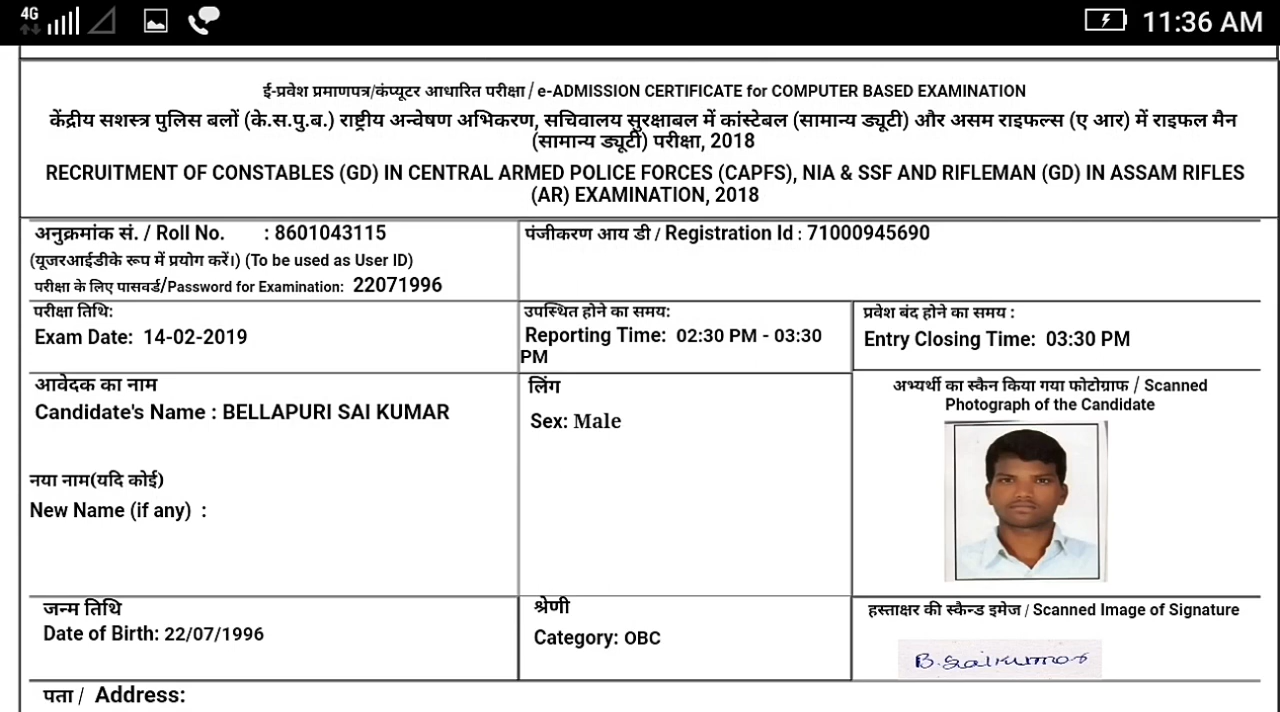 4G
11:36 AM
ई-प्रवेश प्रमाणपत्र/कंप्यूटर आधारित परीक्षा / e-ADMISSION CERTIFICATE for COMPUTER BASED EXAMINATION
केंद्रीय सशस्त्र पुलिस बलों (के.स.पु.ब.) राष्ट्रीय अन्वेषण अभिकरण, सचिवालय सुरक्षाबल में कांस्टेबल (सामान्य ड्यूटी) और असम राइफल्स (ए आर) में राइफल मैन
(सामान्य ड्यूटी) परीक्षा, 2018
RECRUITMENT OF CONSTABLES (GD) IN CENTRAL ARMED POLICE FORCES (CAPFS), NIA & SSF AND RIFLEMAN (GD) IN ASSAM RIFLES
(AR) EXAMINATION, 2018
अनुक्रमांक सं. / Roll No. : 8601043115
पंजीकरण आय डी / Registration Id : 71000945690
(यूजरआईडीके रूप में प्रयोग करें।) (To be used as User ID)
परीक्षा के लिए पासवर्ड/Password for Examination: 22071996
परीक्षा तिथि:
Exam Date: 14-02-2019
उपस्थित होने का समय:
Reporting Time: 02:30 PM - 03:30
PM
प्रवेश बंद होने का समय :
Entry Closing Time: 03:30 PM
आवेदक का नाम
Candidate's Name : BELLAPURI SAI KUMAR
लिंग
Sex: Male
अभ्यर्थी का स्कैन किया गया फोटोग्राफ / Scanned
Photograph of the Candidate
नया नाम(यदि कोई)
New Name (if any) :
जन्म तिथि
Date of Birth: 22/07/1996
श्रेणी
Category: OBC
हस्ताक्षर की स्कैन्ड इमेज / Scanned Image of Signature
B. Saikumar
पता / Address: